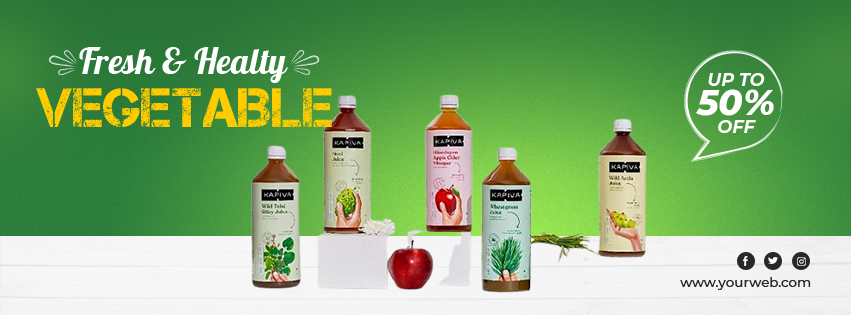 Fresh & Healty
VEGETABLE
UP TO
50%
OFF
KAPIVA
Wild Tulsi
Giloy Juice
KAPIVA
Noni
Juice
KAPIVA
Himalayan
Apple Cider
Vinegar
KAPIVA
Wheatgrass
Juice
KAPIVA
Wild Amla
Juice
www.yourweb.com